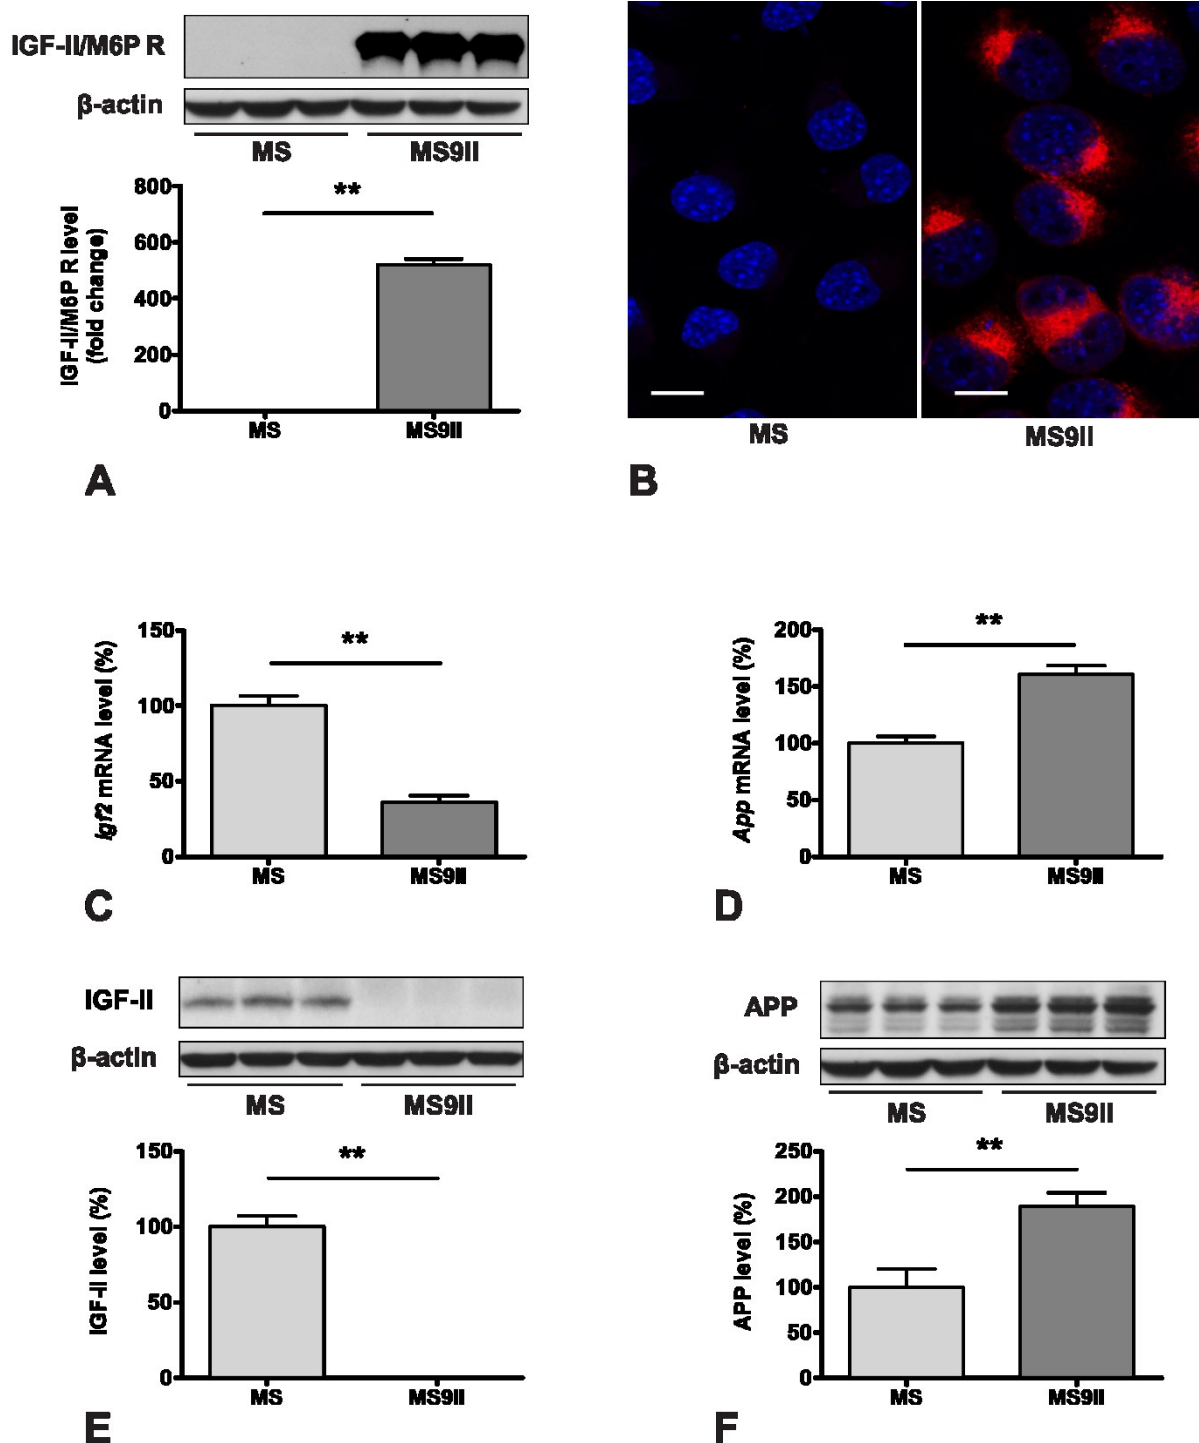 IGF-II/M6P R
β-actin
MS MS9II
IGF-II/M6P R level
(fold change)
800
600
400
200
0
**
MS MS9II
A
MS MS9II
B
Igf2 mRNA level (%)
150
100
50
0
**
MS MS9II
C
App mRNA level (%)
200
150
100
50
0
**
MS MS9II
D
IGF-II
β-actin
MS MS9II
IGF-II level (%)
150
100
50
0
**
MS MS9II
E
APP
β-actin
MS MS9II
APP level (%)
250
200
150
100
50
0
**
MS MS9II
F